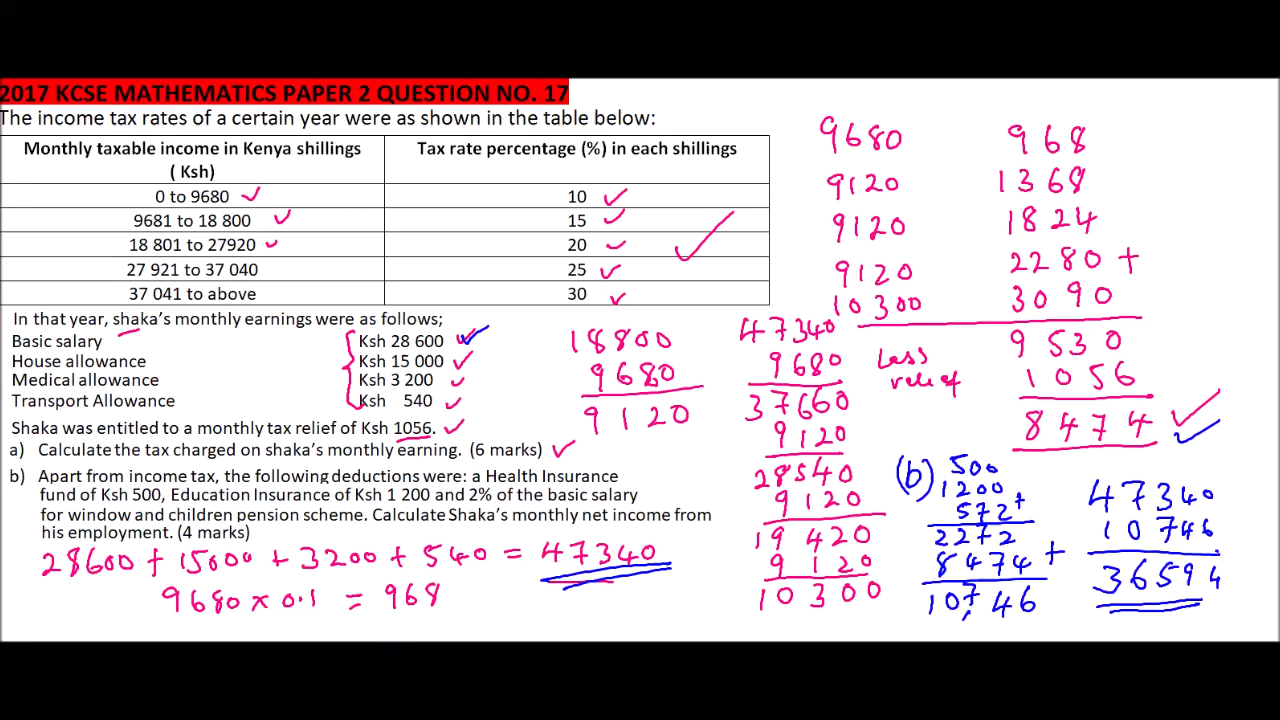 2017 KCSE MATHEMATICS PAPER 2 QUESTION NO. 17
The income tax rates of a certain year were as shown in the table below:
Monthly taxable income in Kenya shillings ( Ksh) Tax rate percentage (%) in each shillings
0 to 9680 10
9681 to 18 800 15
18 801 to 27920 20
27 921 to 37 040 25
37 041 to above 30
In that year, shaka's monthly earnings were as follows;
Basic salary Ksh 28 600
House allowance Ksh 15 000
Medical allowance Ksh 3 200
Transport Allowance Ksh 540
Shaka was entitled to a monthly tax relief of Ksh 1056.
a) Calculate the tax charged on shaka's monthly earning. (6 marks)
b) Apart from income tax, the following deductions were: a Health Insurance
fund of Ksh 500, Education Insurance of Ksh 1 200 and 2% of the basic salary
for window and children pension scheme. Calculate Shaka's monthly net income from
his employment. (4 marks)
28600 + 15000 + 3200 + 540 = 47340
9680 x 0.1 = 968
18800
9680
9120
47340
9680
37660
9120
28540
9120
19420
9120
10300
9680 968
9120 1368
9120 1824
9120 2280 +
10300 3090
9530
Less relief 1056
8474
(b) 500
1200
572 +
2272
8474 +
10746
47340
10746
36594